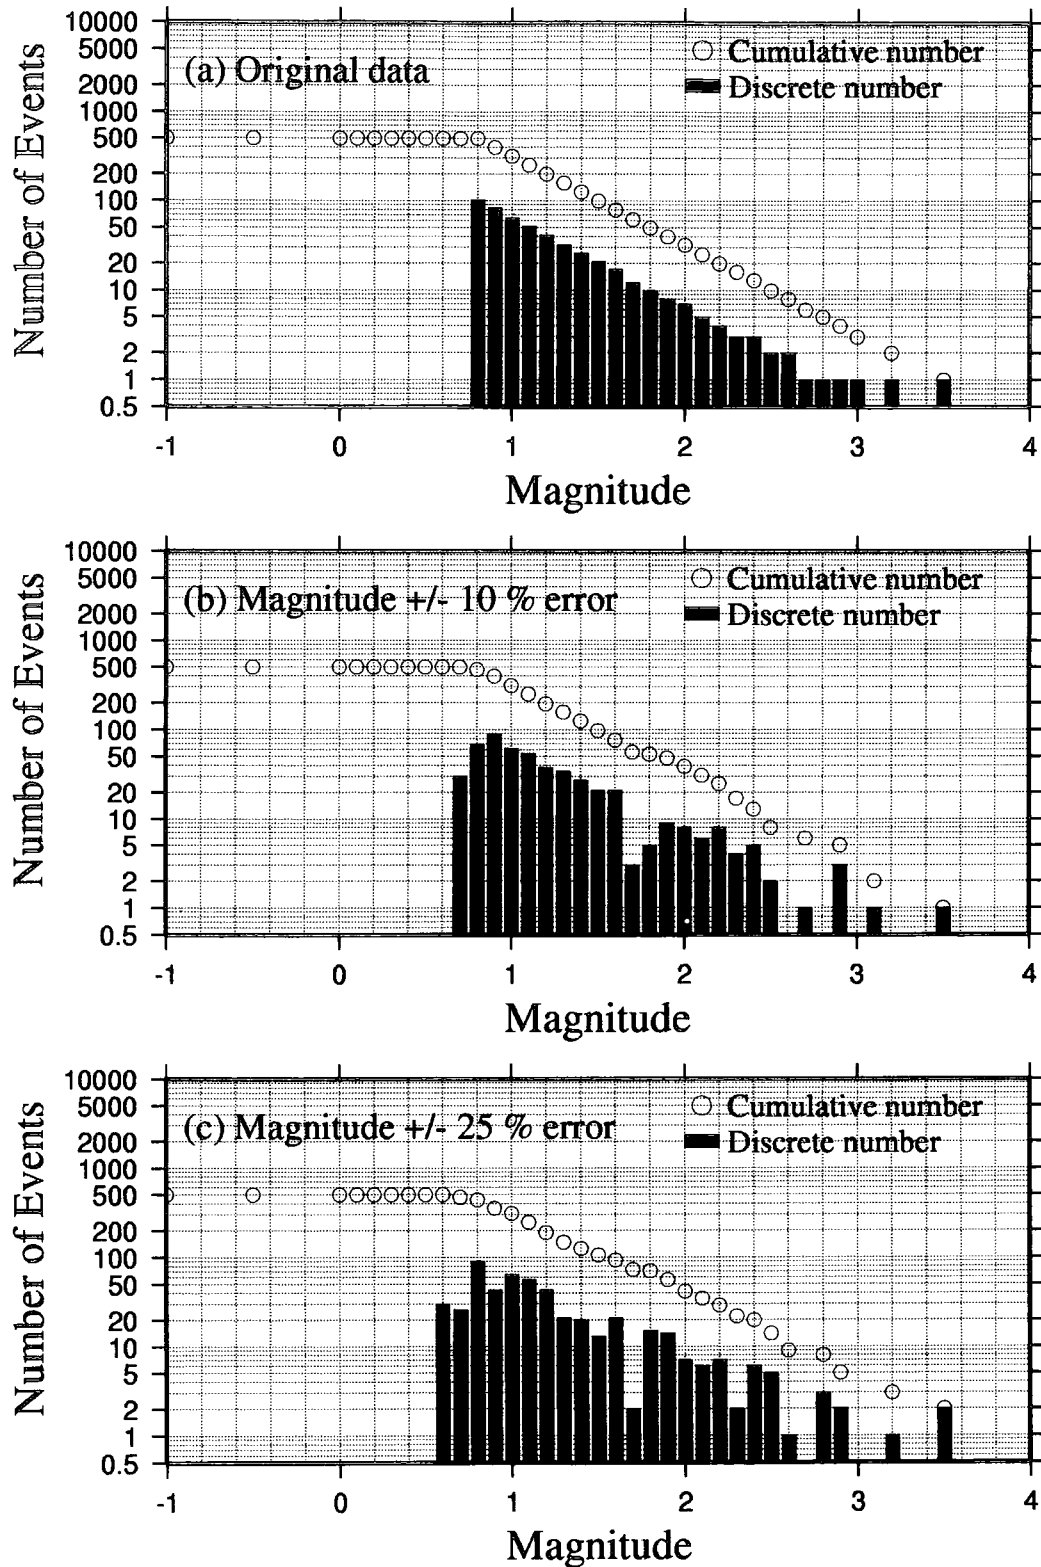 10000
5000
2000
1000
500
200
100
50
20
10
5
2
1
0.5
Number of Events
(a) Original data
Cumulative number
Discrete number
-1 0 1 2 3 4
Magnitude
10000
5000
2000
1000
500
200
100
50
20
10
5
2
1
0.5
Number of Events
(b) Magnitude +/- 10 % error
Cumulative number
Discrete number
-1 0 1 2 3 4
Magnitude
10000
5000
2000
1000
500
200
100
50
20
10
5
2
1
0.5
Number of Events
(c) Magnitude +/- 25 % error
Cumulative number
Discrete number
-1 0 1 2 3 4
Magnitude